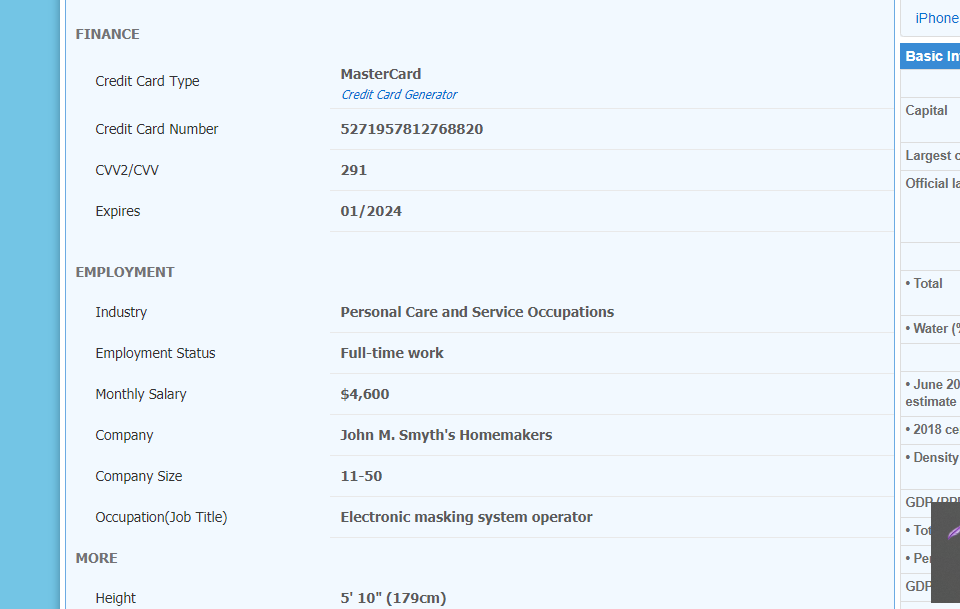 FINANCE
Credit Card Type
MasterCard
Credit Card Generator
Credit Card Number
5271957812768820
CVV2/CVV
291
Expires
01/2024
EMPLOYMENT
Industry
Personal Care and Service Occupations
Employment Status
Full-time work
Monthly Salary
$4,600
Company
John M. Smyth's Homemakers
Company Size
11-50
Occupation(Job Title)
Electronic masking system operator
MORE
Height
5' 10" (179cm)
iPhone
Basic In
Capital
Largest c
Official la
• Total
• Water (%
• June 20
estimate
• 2018 ce
• Density
GDP (PPP
• Tot
• Pe
GDP